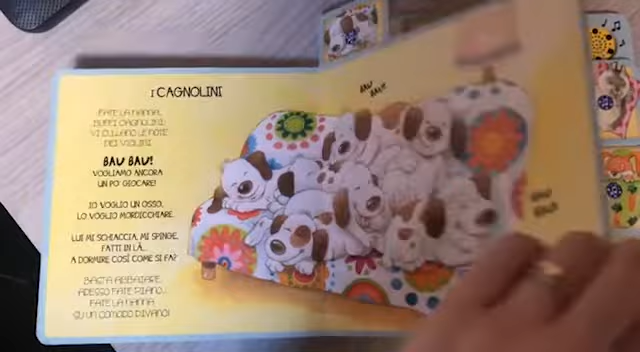 I CAGNOLINI
FATE LA NANNA,
BUFFI CAGNOLINI:
VI CULLANO LE NOTE
DEI VIOLINI.
BAU BAU!
VOGLIAMO ANCORA
UN PO' GIOCARE!
IO VOGLIO UN OSSO,
LO VOGLIO MORDICCHIARE.
LUI MI SCHIACCIA, MI SPINGE,
FATTI IN LÀ...
A DORMIRE COSÌ COME SI FA?
BASTA ABBAIARE,
ADESSO FATE PIANO...
FATE LA NANNA
SU UN COMODO DIVANO!
BAU
BAU!
BAU
BAU!